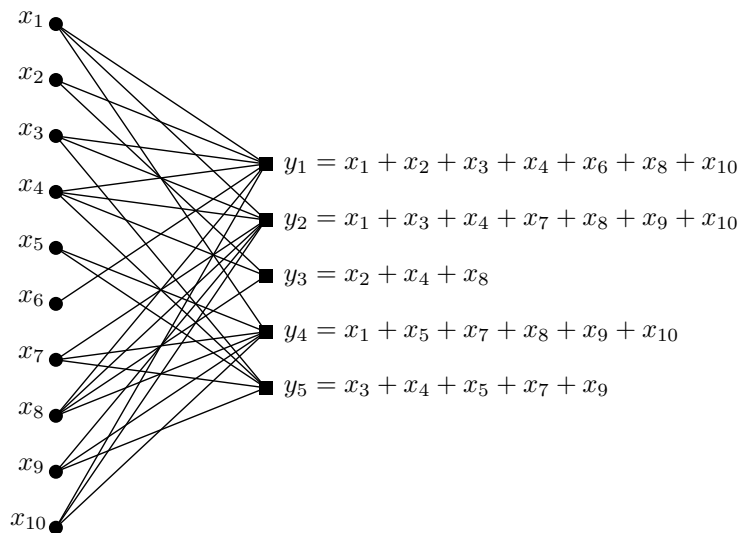 x₁
x₂
x₃
x₄
x₅
x₆
x₇
x₈
x₉
x₁₀
y₁ = x₁ + x₂ + x₃ + x₄ + x₆ + x₈ + x₁₀
y₂ = x₁ + x₃ + x₄ + x₇ + x₈ + x₉ + x₁₀
y₃ = x₂ + x₄ + x₈
y₄ = x₁ + x₅ + x₇ + x₈ + x₉ + x₁₀
y₅ = x₃ + x₄ + x₅ + x₇ + x₉